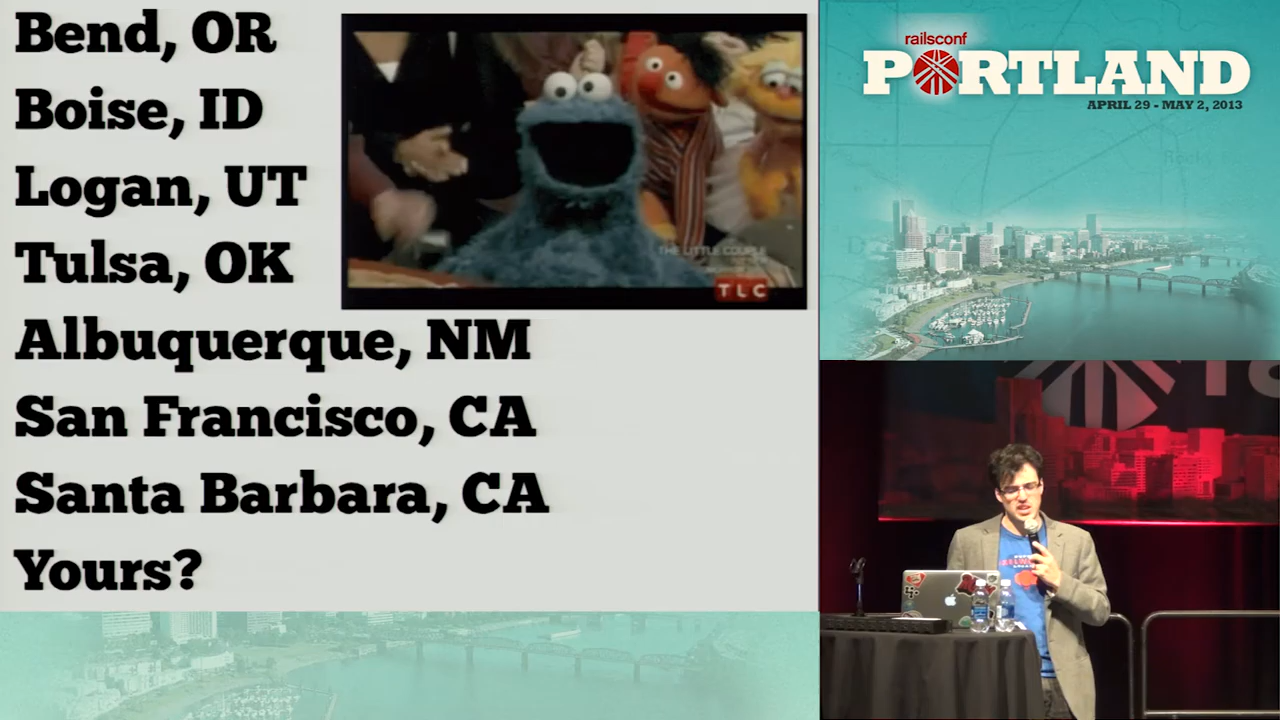 Bend, OR
Boise, ID
Logan, UT
Tulsa, OK
Albuquerque, NM
San Francisco, CA
Santa Barbara, CA
Yours?
THE LITTLE COUPLE
TLC
railsconf
PORTLAND
APRIL 29 - MAY 2, 2013